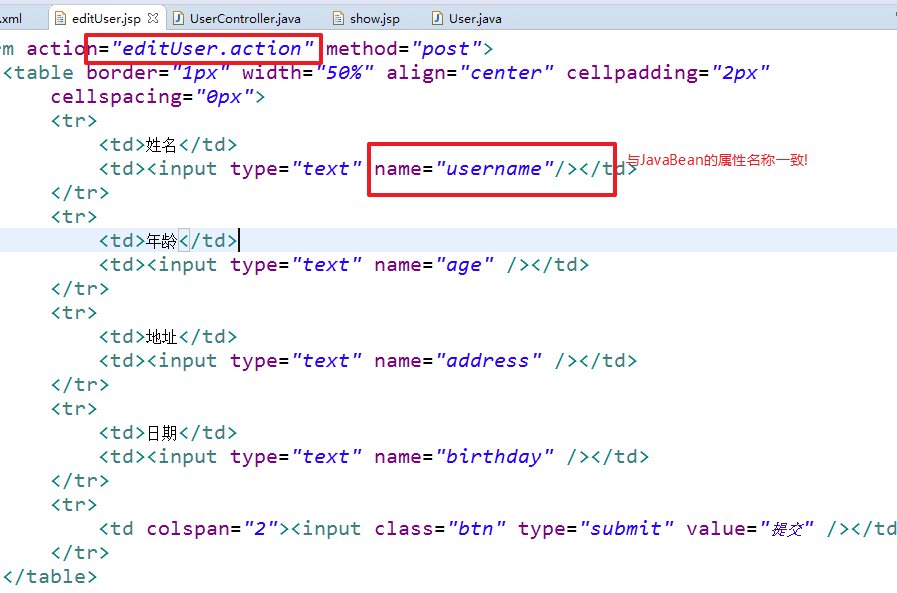 .xml editUser.jsp UserController.java show.jsp User.java
m action="editUser.action" method="post">
<table border="1px" width="50%" align="center" cellpadding="2px"
cellspacing="0px">
<tr>
<td>姓名</td>
<td><input type="text" name="username"/></td> 与JavaBean的属性名称一致!
</tr>
<tr>
<td>年龄</td>
<td><input type="text" name="age" /></td>
</tr>
<tr>
<td>地址</td>
<td><input type="text" name="address" /></td>
</tr>
<tr>
<td>日期</td>
<td><input type="text" name="birthday" /></td>
</tr>
<tr>
<td colspan="2"><input class="btn" type="submit" value="提交" /></td
</tr>
</table>